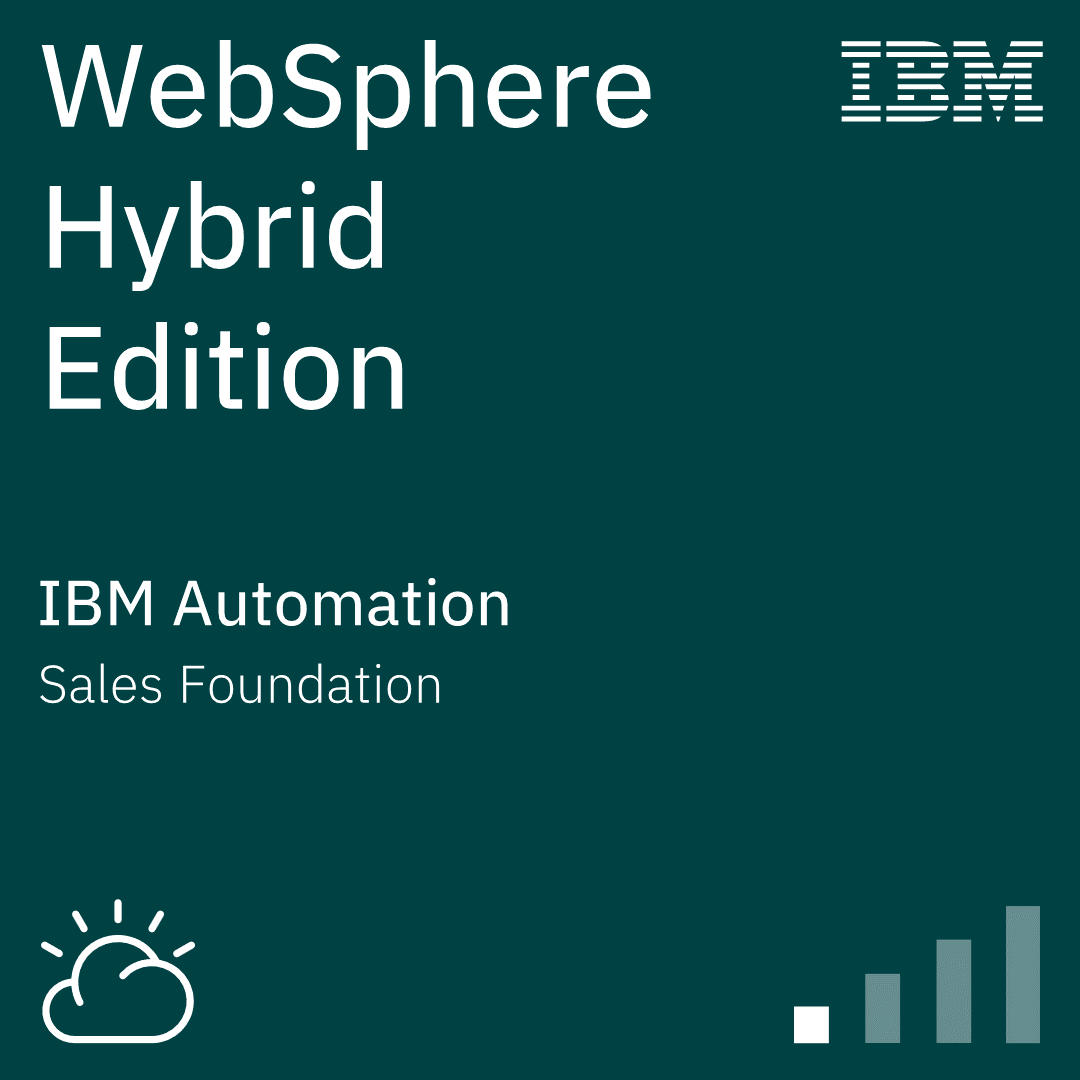 WebSphere
IBM
Hybrid
Edition
IBM Automation
Sales Foundation